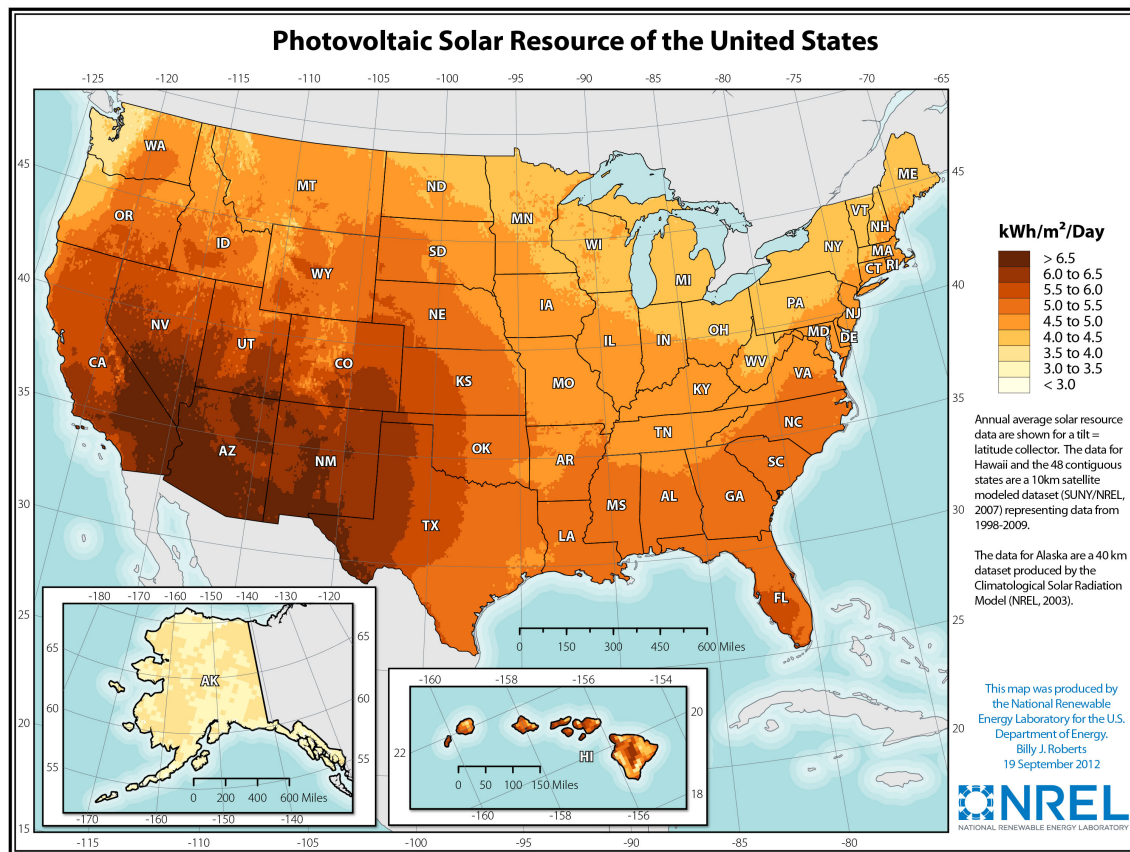 Photovoltaic Solar Resource of the United States
-125 -120 -115 -110 -105 -100 -95 -90 -85 -80 -75 -70 -65
45
40
35
30
25
20
15
45
40
35
30
25
20
-115 -110 -105 -100 -95 -90 -85 -80
WA
OR
CA
NV
ID
MT
WY
UT
CO
AZ
NM
ND
SD
NE
KS
OK
TX
MN
IA
MO
AR
LA
WI
IL
MI
IN
OH
KY
TN
MS
AL
GA
FL
SC
NC
VA
WV
PA
NY
VT
NH
ME
MA
CT
RI
NJ
MD
DE
0 150 300 450 600 Miles
-180 -170 -160 -150 -140 -130 -120
65
60
55
65
60
55
AK
0 200 400 600 Miles
-170 -160 -150 -140
-160 -158 -156 -154
22
20
18
HI
0 50 100 150 Miles
-160 -158 -156
kWh/m²/Day
> 6.5
6.0 to 6.5
5.5 to 6.0
5.0 to 5.5
4.5 to 5.0
4.0 to 4.5
3.5 to 4.0
3.0 to 3.5
< 3.0
Annual average solar resource
data are shown for a tilt =
latitude collector. The data for
Hawaii and the 48 contiguous
states are a 10km satellite
modeled dataset (SUNY/NREL,
2007) representing data from
1998-2009.
The data for Alaska are a 40 km
dataset produced by the
Climatological Solar Radiation
Model (NREL, 2003).
This map was produced by
the National Renewable
Energy Laboratory for the U.S.
Department of Energy.
Billy J. Roberts
19 September 2012
NREL
NATIONAL RENEWABLE ENERGY LABORATORY